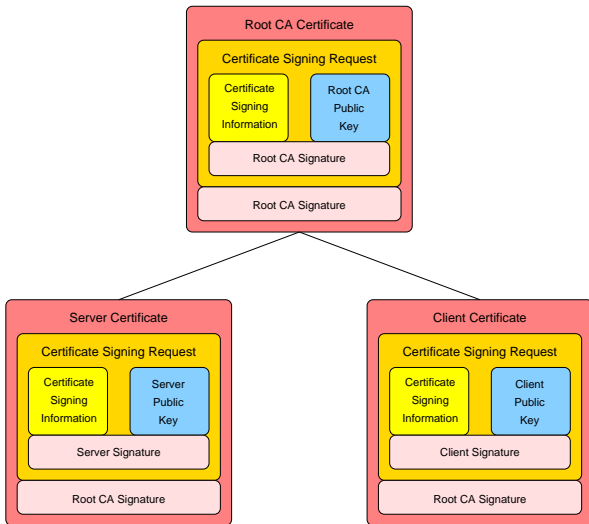 Root CA Certificate
Certificate Signing Request
Certificate
Signing
Information
Root CA
Public
Key
Root CA Signature
Root CA Signature
Server Certificate
Certificate Signing Request
Certificate
Signing
Information
Server
Public
Key
Server Signature
Root CA Signature
Client Certificate
Certificate Signing Request
Certificate
Signing
Information
Client
Public
Key
Client Signature
Root CA Signature